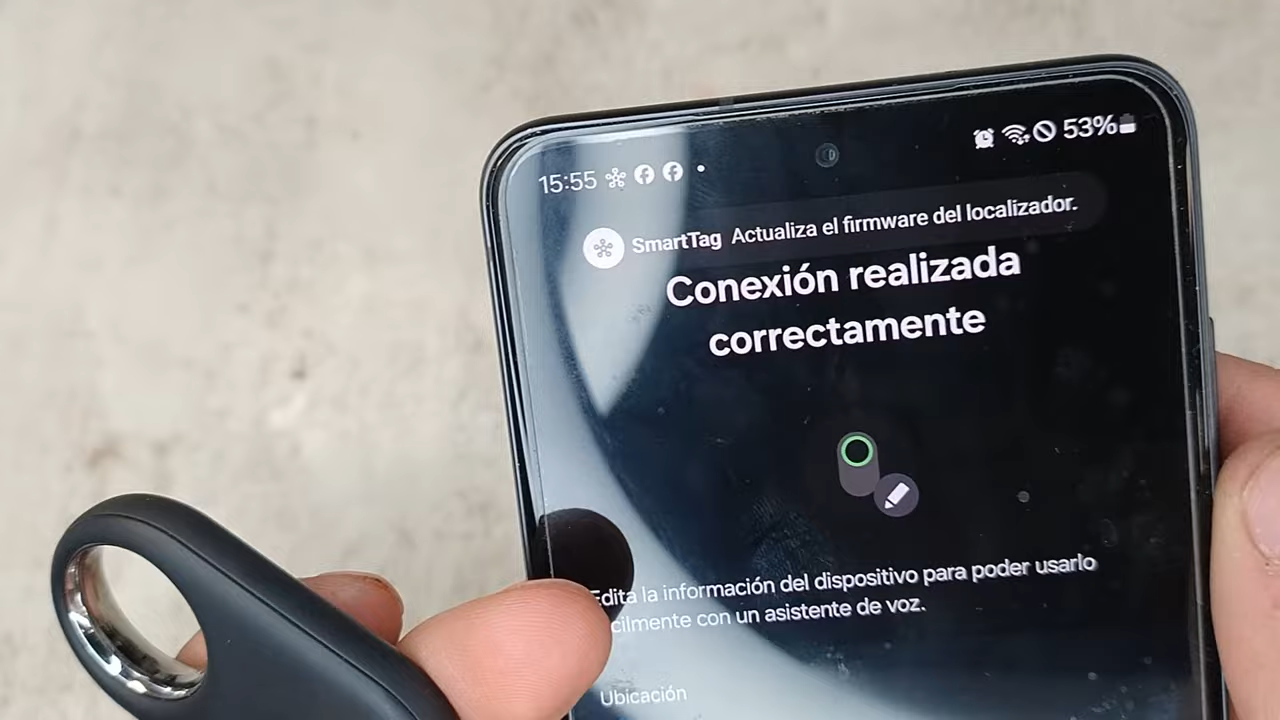 15:55
53%
SmartTag Actualiza el firmware del localizador.
Conexión realizada
correctamente
Edita la información del dispositivo para poder usarlo
cilmente con un asistente de voz.
Ubicación